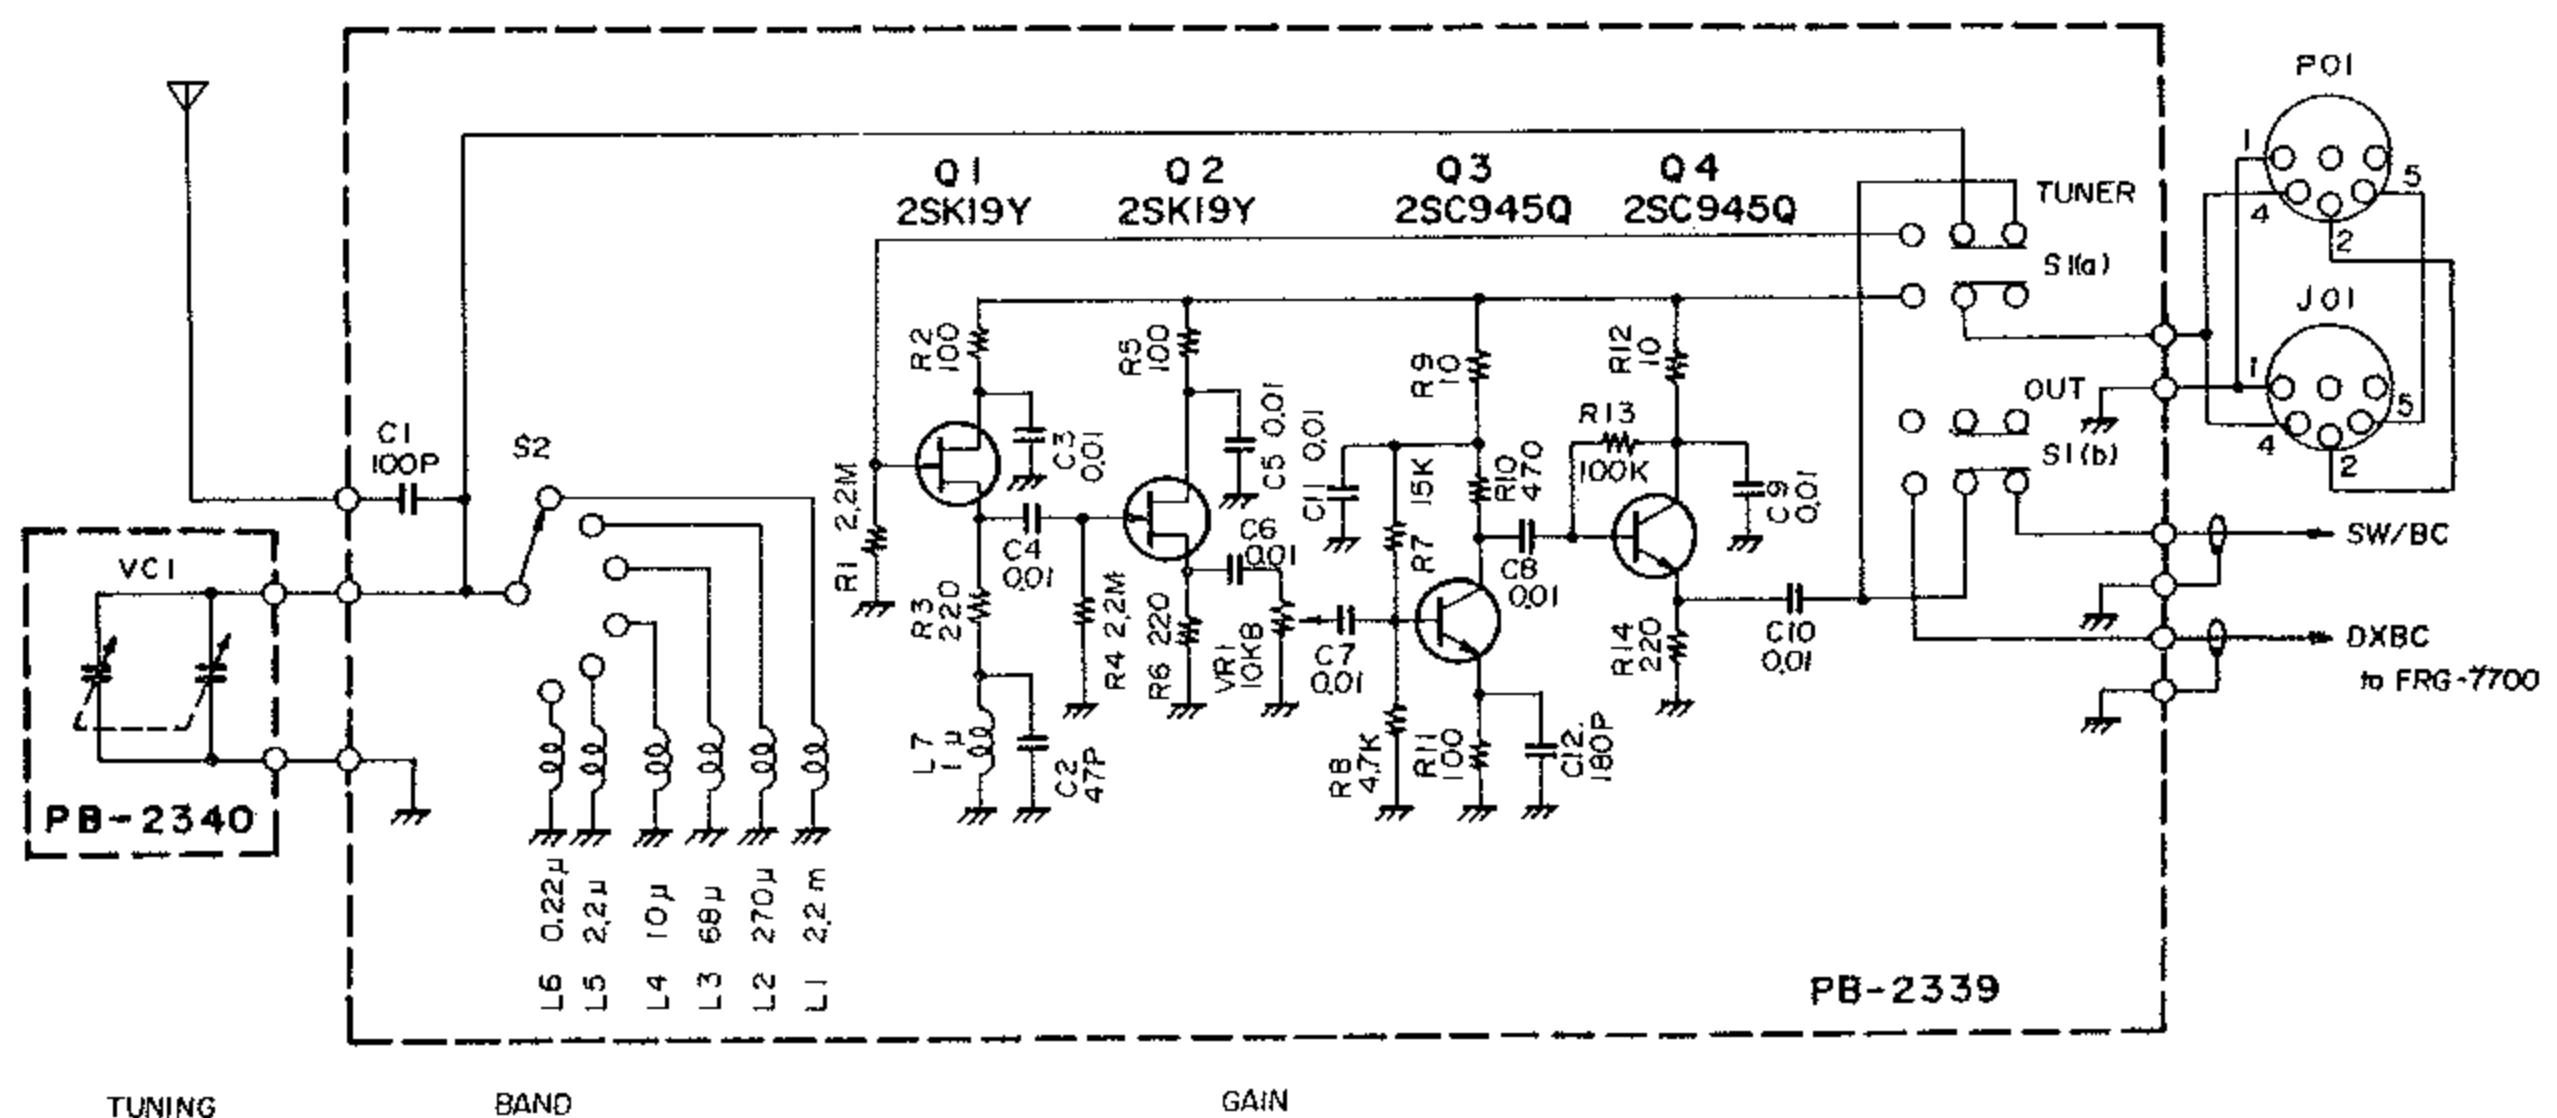 P01
1
5
4
2
Q1
2SK19Y
Q2
2SK19Y
Q3
2SC945Q
Q4
2SC945Q
TUNER
S1(a)
J01
1
5
4
2
OUT
S1(b)
SW/BC
DXBC
to FRG-7700
C1
100P
S2
VC1
PB-2340
R1 2,2M
R2
100
C3
0.01
C4
0.01
R3
220
L7
1μ
C2
47P
R5
100
C5 0.01
R4 2,2M
R6 220
C6
0.01
VR1
10KB
C7
0.01
C11 0.01
R7 15K
R8
4.7K
R9
10
R10
470
C8
0.01
R11
100
C12
180P
R12
10
R13
100K
C9
0.01
R14
220
C10
0.01
L6 0.22μ
L5 2,2μ
L4 10μ
L3 68μ
L2 270μ
L1 2,2m
PB-2339
TUNING
BAND
GAIN